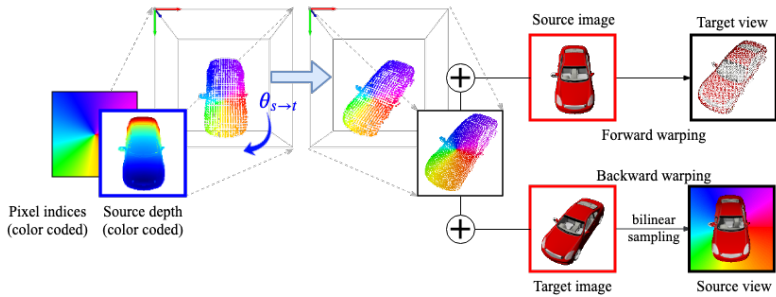 Source image
Target view
θs→t
Forward warping
Pixel indices
(color coded)
Source depth
(color coded)
Backward warping
bilinear
sampling
Target image
Source view